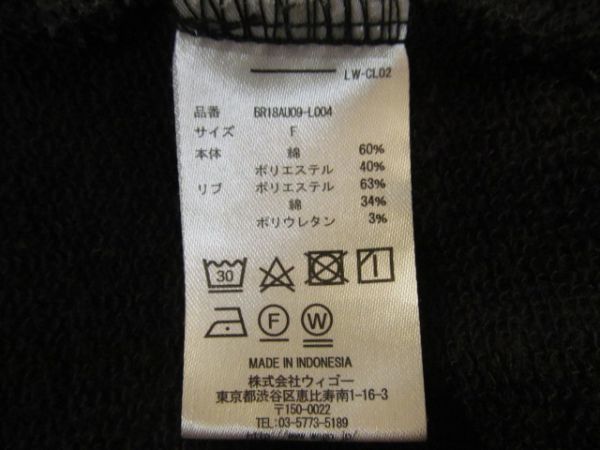 LW-CL02
品番 BR18AU09-L004
サイズ F
本体 綿 60%
ポリエステル 40%
リブ ポリエステル 63%
綿 34%
ポリウレタン 3%
30
F W
MADE IN INDONESIA
株式会社ウィゴー
東京都渋谷区恵比寿南1-16-3
〒150-0022
TEL:03-5773-5189